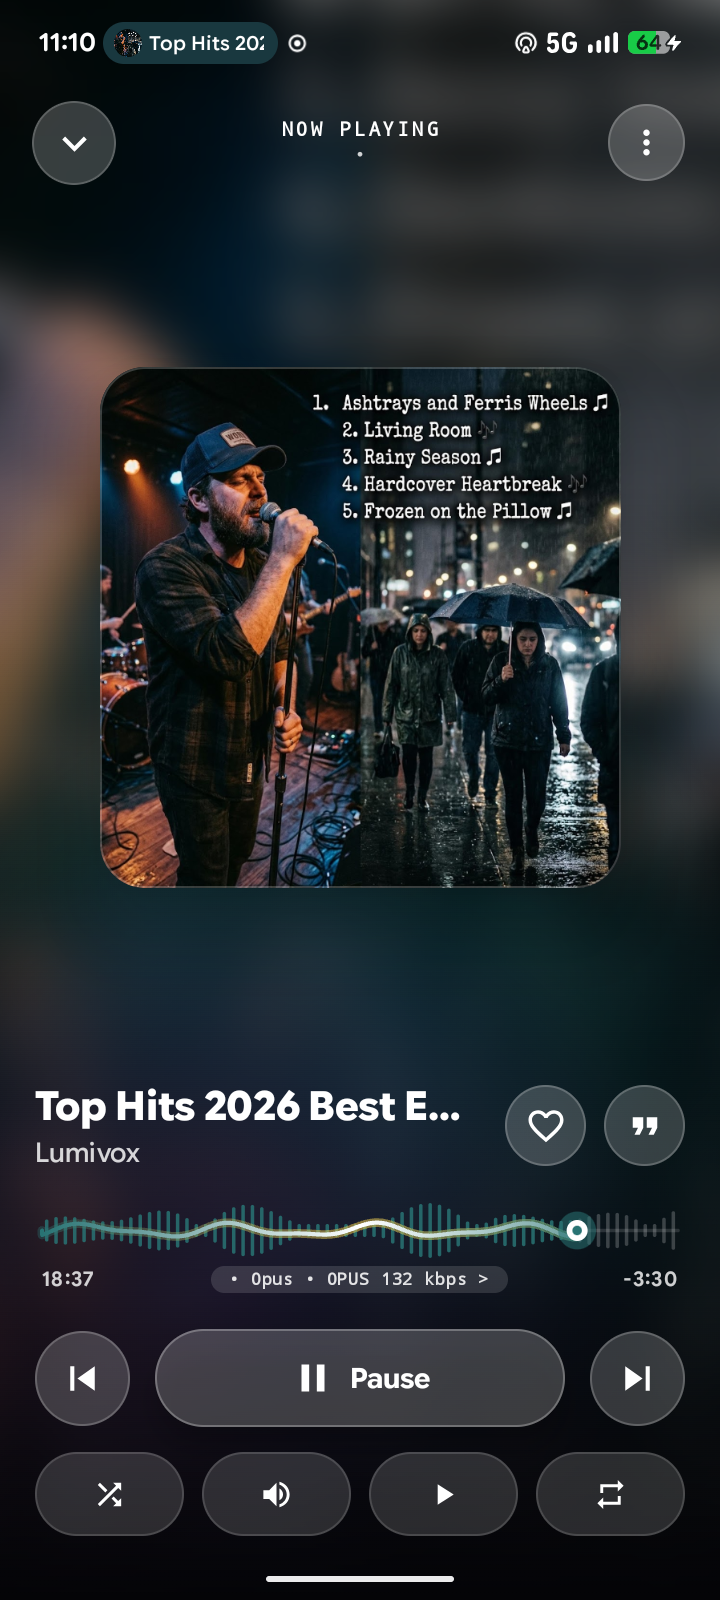 11:10 Top Hits 202 5G 64
NOW PLAYING
1. Ashtrays and Ferris Wheels 🎵
2. Living Room 🎶
3. Rainy Season 🎵
4. Hardcover Heartbreak 🎶
5. Frozen on the Pillow 🎵
Top Hits 2026 Best E...
Lumivox
18:37 • Opus • OPUS 132 kbps > -3:30
Pause